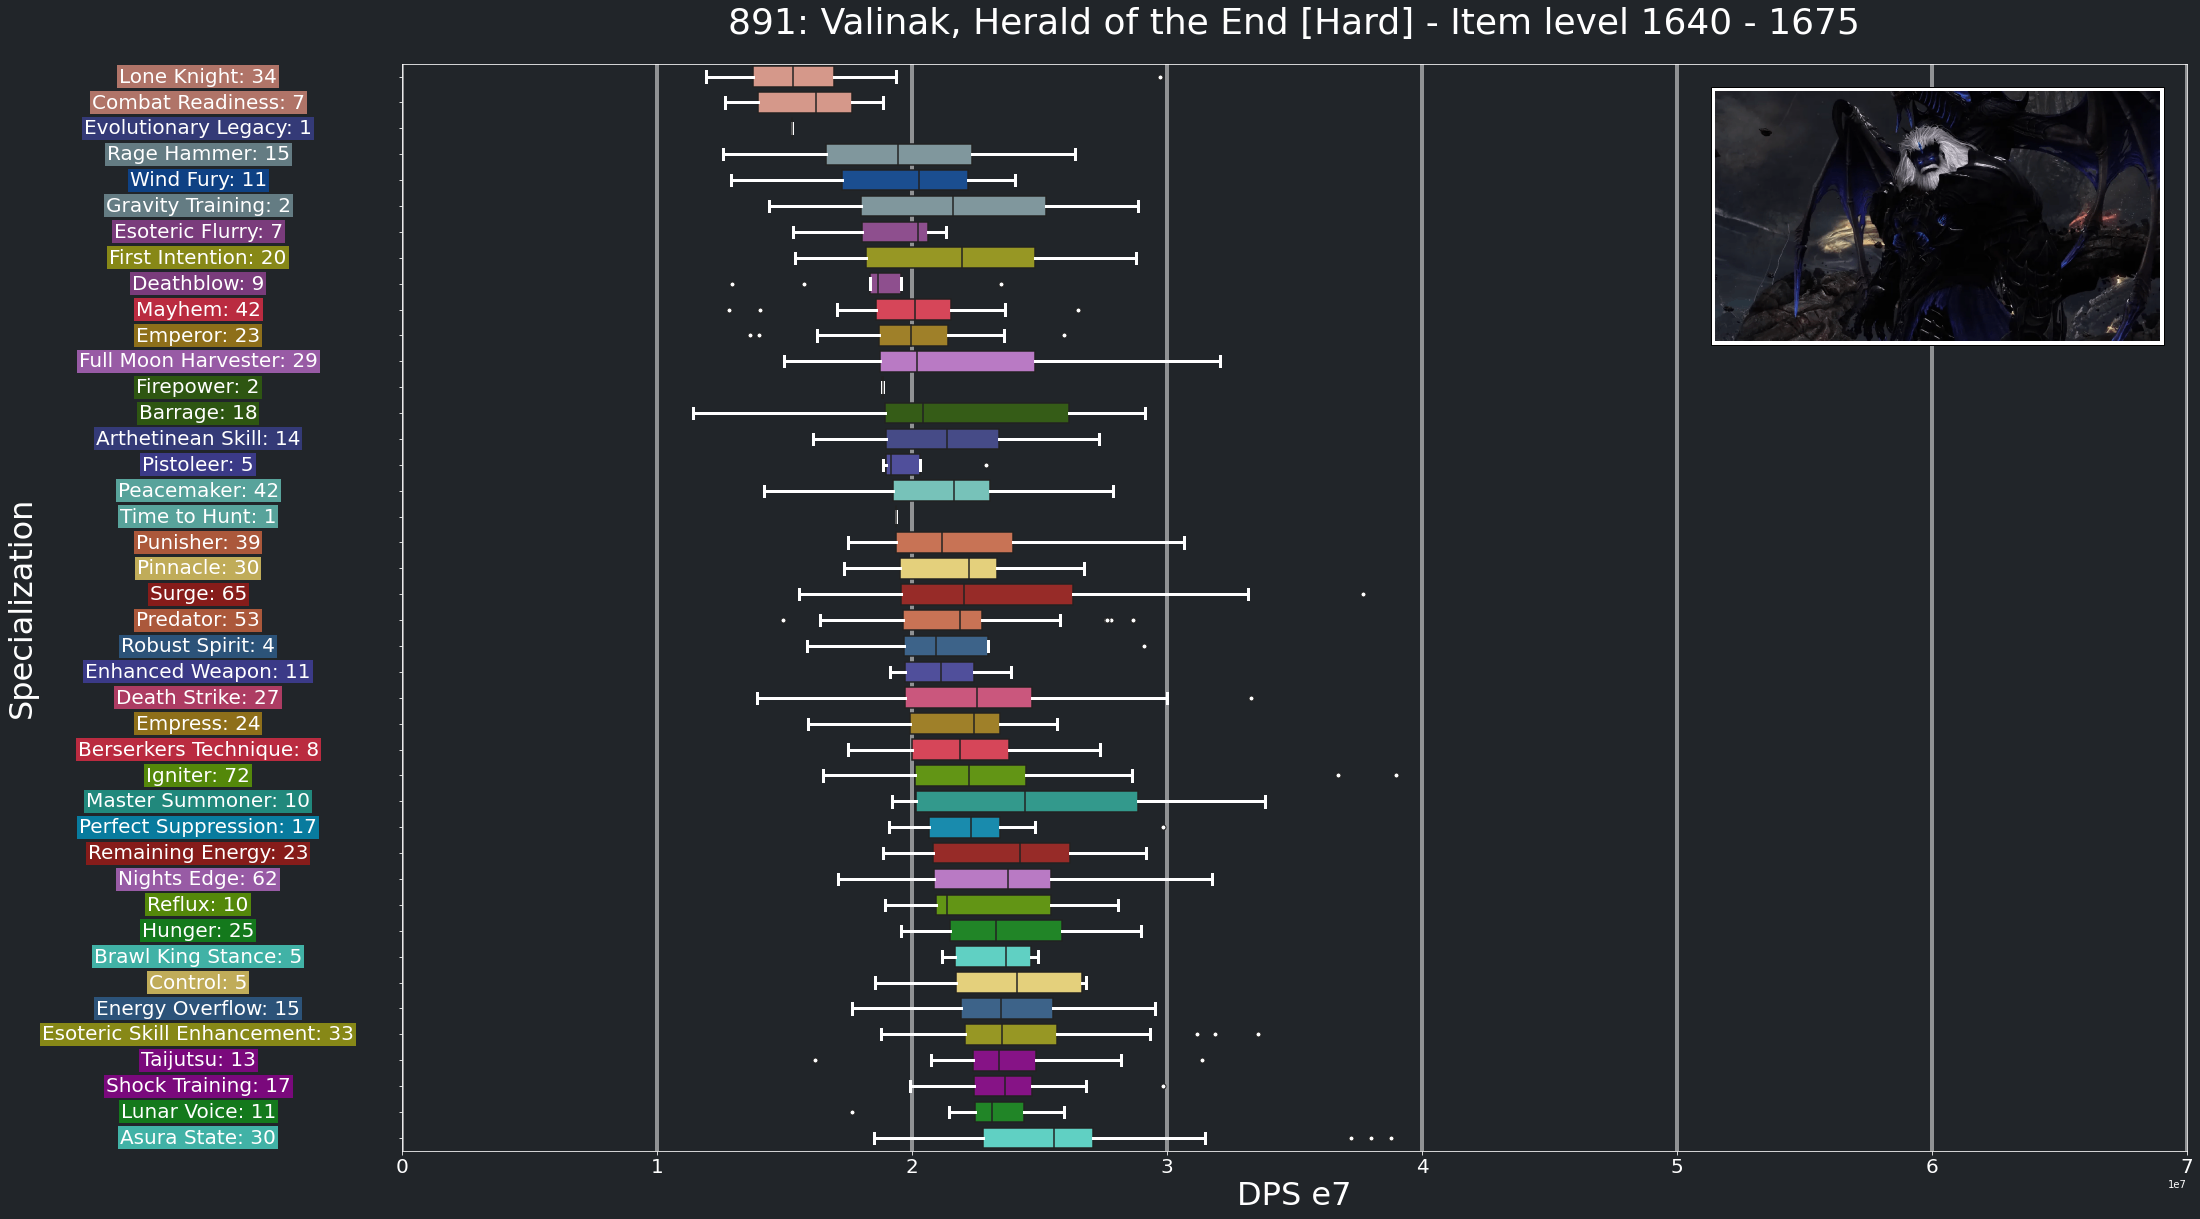 891: Valinak, Herald of the End [Hard] - Item level 1640 - 1675
Lone Knight: 34
Combat Readiness: 7
Evolutionary Legacy: 1
Rage Hammer: 15
Wind Fury: 11
Gravity Training: 2
Esoteric Flurry: 7
First Intention: 20
Deathblow: 9
Mayhem: 42
Emperor: 23
Full Moon Harvester: 29
Firepower: 2
Barrage: 18
Arthetinean Skill: 14
Pistoleer: 5
Peacemaker: 42
Time to Hunt: 1
Punisher: 39
Pinnacle: 30
Surge: 65
Predator: 53
Robust Spirit: 4
Enhanced Weapon: 11
Death Strike: 27
Empress: 24
Berserkers Technique: 8
Igniter: 72
Master Summoner: 10
Perfect Suppression: 17
Remaining Energy: 23
Nights Edge: 62
Reflux: 10
Hunger: 25
Brawl King Stance: 5
Control: 5
Energy Overflow: 15
Esoteric Skill Enhancement: 33
Taijutsu: 13
Shock Training: 17
Lunar Voice: 11
Asura State: 30
Specialization
0 1 2 3 4 5 6 7
1e7
DPS e7